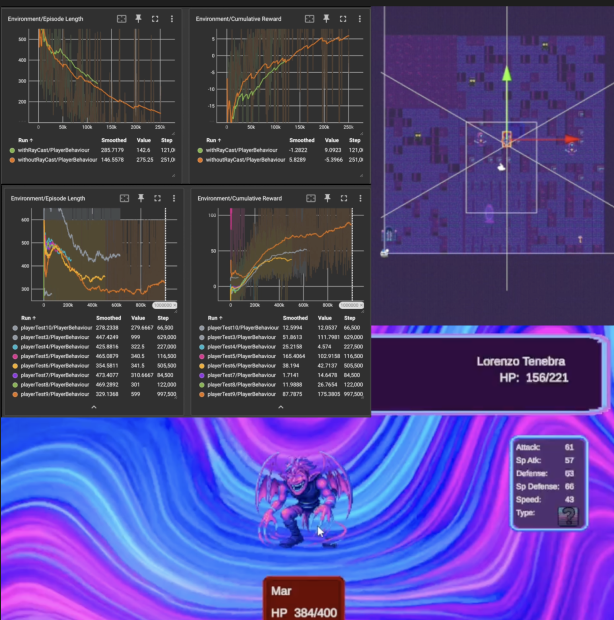 Environment/Episode Length
500
400
300
200
0 50k 100k 150k 200k 250k
Run ↑ Smoothed Value Step
withRayCast/PlayerBehaviour 285.7179 142.6 121,0
withoutRayCast/PlayerBehaviour 146.5578 275.25 251,0
Environment/Cumulative Reward
5
0
-5
-10
-15
0 50k 100k 150k 200k 250k
Run ↑ Smoothed Value Step
withRayCast/PlayerBehaviour -1.2822 9.0923 121,0
withoutRayCast/PlayerBehaviour 5.8289 -5.3966 251,0
Environment/Episode Length
600
500
400
300
0 200k 400k 600k 800k
Run ↑ Smoothed Value Step
playerTest10/PlayerBehaviour 278.2338 279.6667 66,500
playerTest3/PlayerBehaviour 447.4249 999 629,000
playerTest4/PlayerBehaviour 425.8816 322.5 227,000
playerTest5/PlayerBehaviour 465.0879 340.5 116,500
playerTest6/PlayerBehaviour 354.5811 341.5 505,500
playerTest7/PlayerBehaviour 473.4077 310.6667 84,500
playerTest8/PlayerBehaviour 469.2892 301 122,000
playerTest9/PlayerBehaviour 329.1368 599 997,500
Environment/Cumulative Reward
100
50
0
0 200k 400k 600k 800k
Run ↑ Smoothed Value Step
playerTest10/PlayerBehaviour 12.5994 12.0537 66,500
playerTest3/PlayerBehaviour 51.8613 111.7981 629,000
playerTest4/PlayerBehaviour 25.2158 4.574 227,500
playerTest5/PlayerBehaviour 165.4064 102.9158 116,500
playerTest6/PlayerBehaviour 38.194 42.7137 505,500
playerTest7/PlayerBehaviour 1.7141 14.6478 84,500
playerTest8/PlayerBehaviour 11.9888 26.7654 122,000
playerTest9/PlayerBehaviour 87.7875 175.3805 997,500
Lorenzo Tenebra
HP: 156/221
Attack: 61
Sp Atk: 57
Defense: 63
Sp Defense: 66
Speed: 43
Type: ?
Mar
HP 384/400